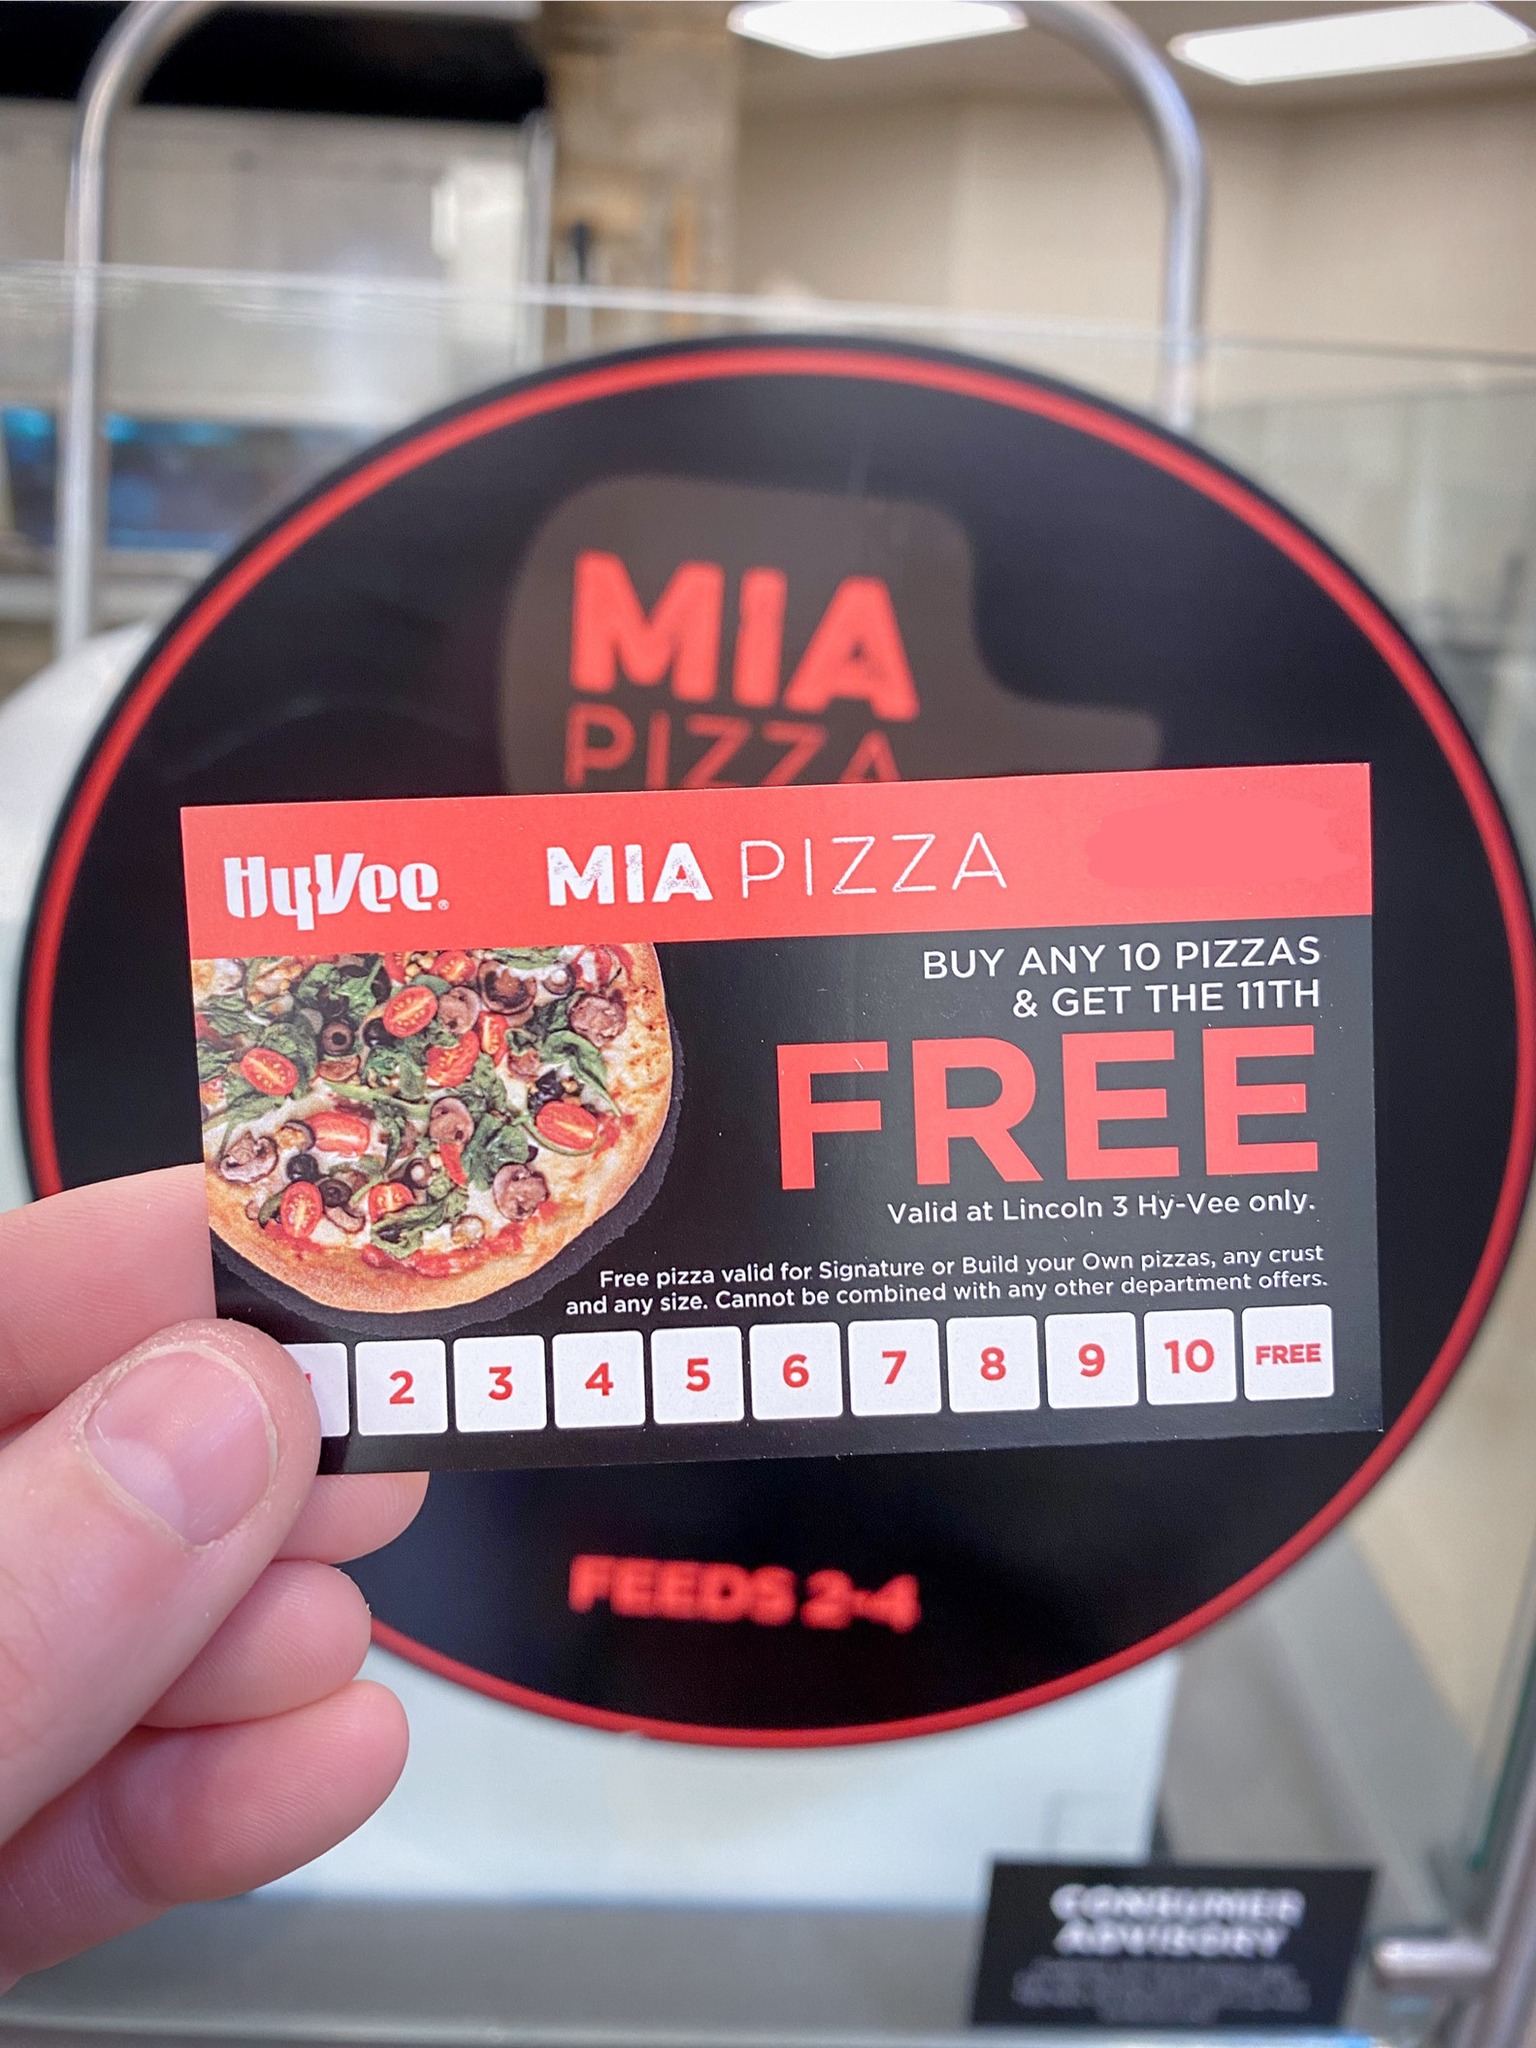 MIA
PIZZA
HyVee®
MIA PIZZA
BUY ANY 10 PIZZAS
& GET THE 11TH
FREE
Valid at Lincoln 3 Hy-Vee only.
Free pizza valid for Signature or Build your Own pizzas, any crust
and any size. Cannot be combined with any other department offers.
2 3 4 5 6 7 8 9 10 FREE
FEEDS 2-4
CONSUMER
ADVISORY